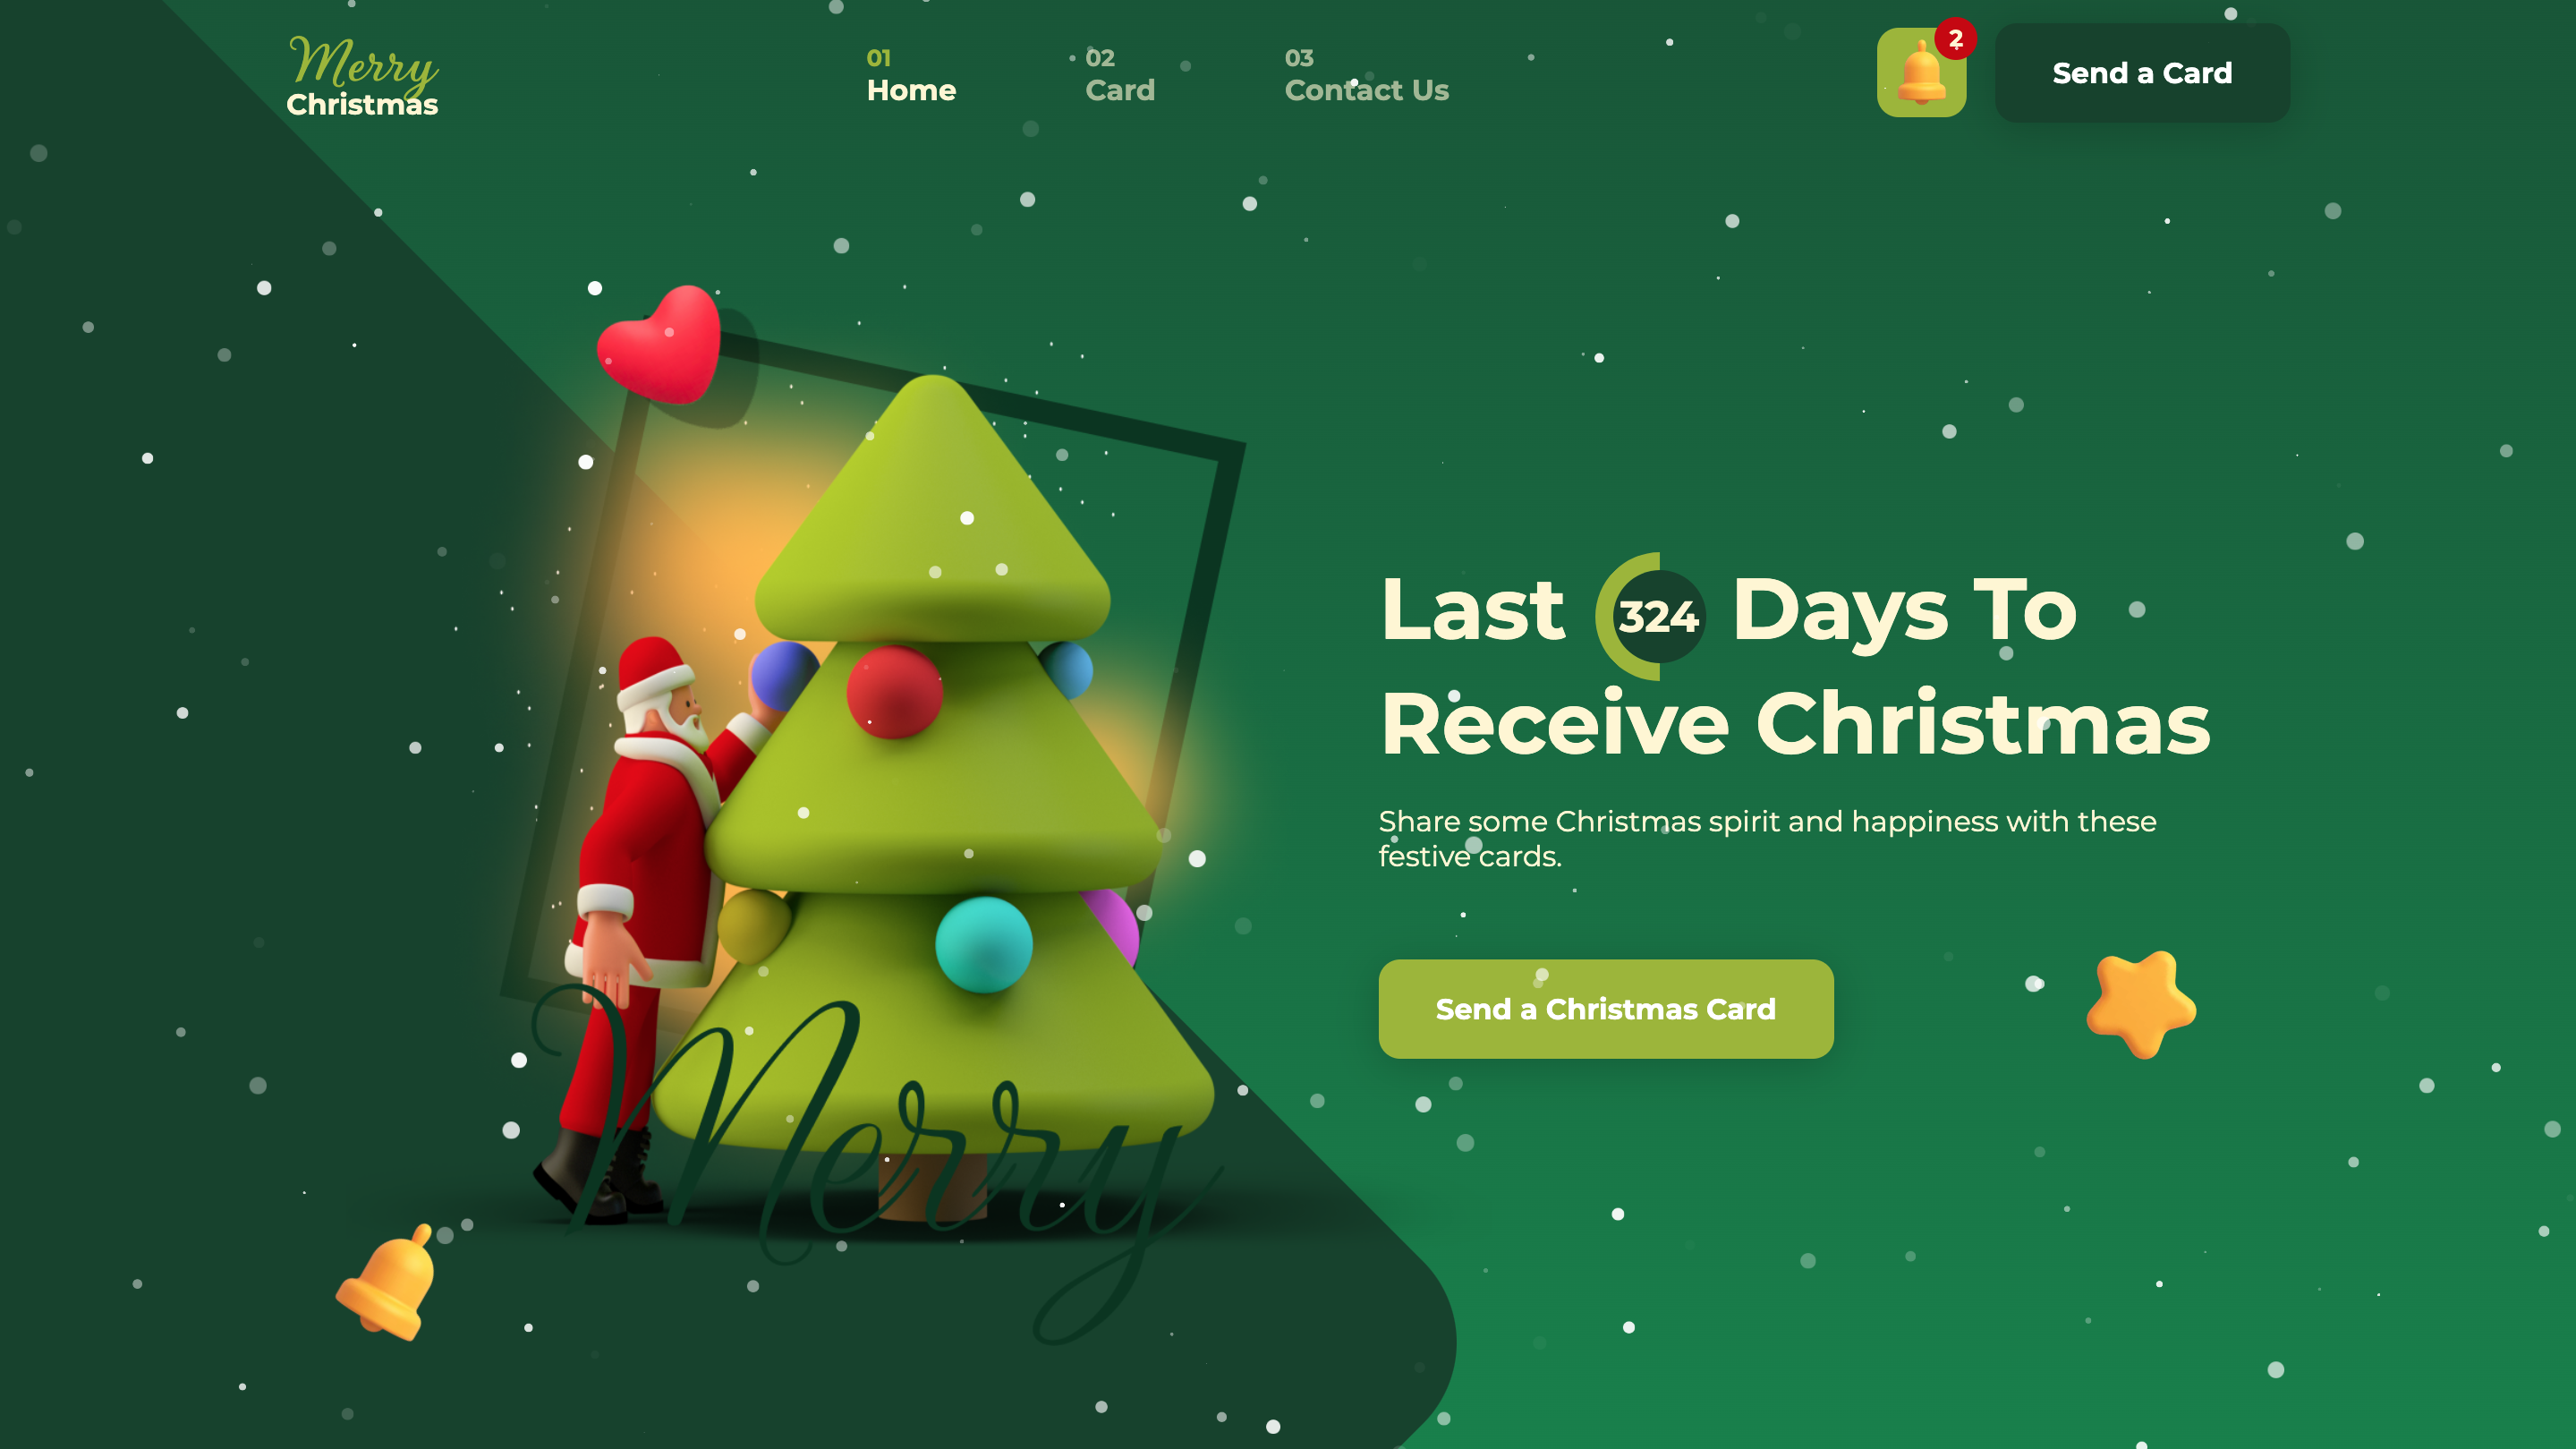 Merry
Christmas
01
Home
02
Card
03
Contact Us
2
Send a Card
Last 324 Days To
Receive Christmas
Share some Christmas spirit and happiness with these
festive cards.
Send a Christmas Card
Merry